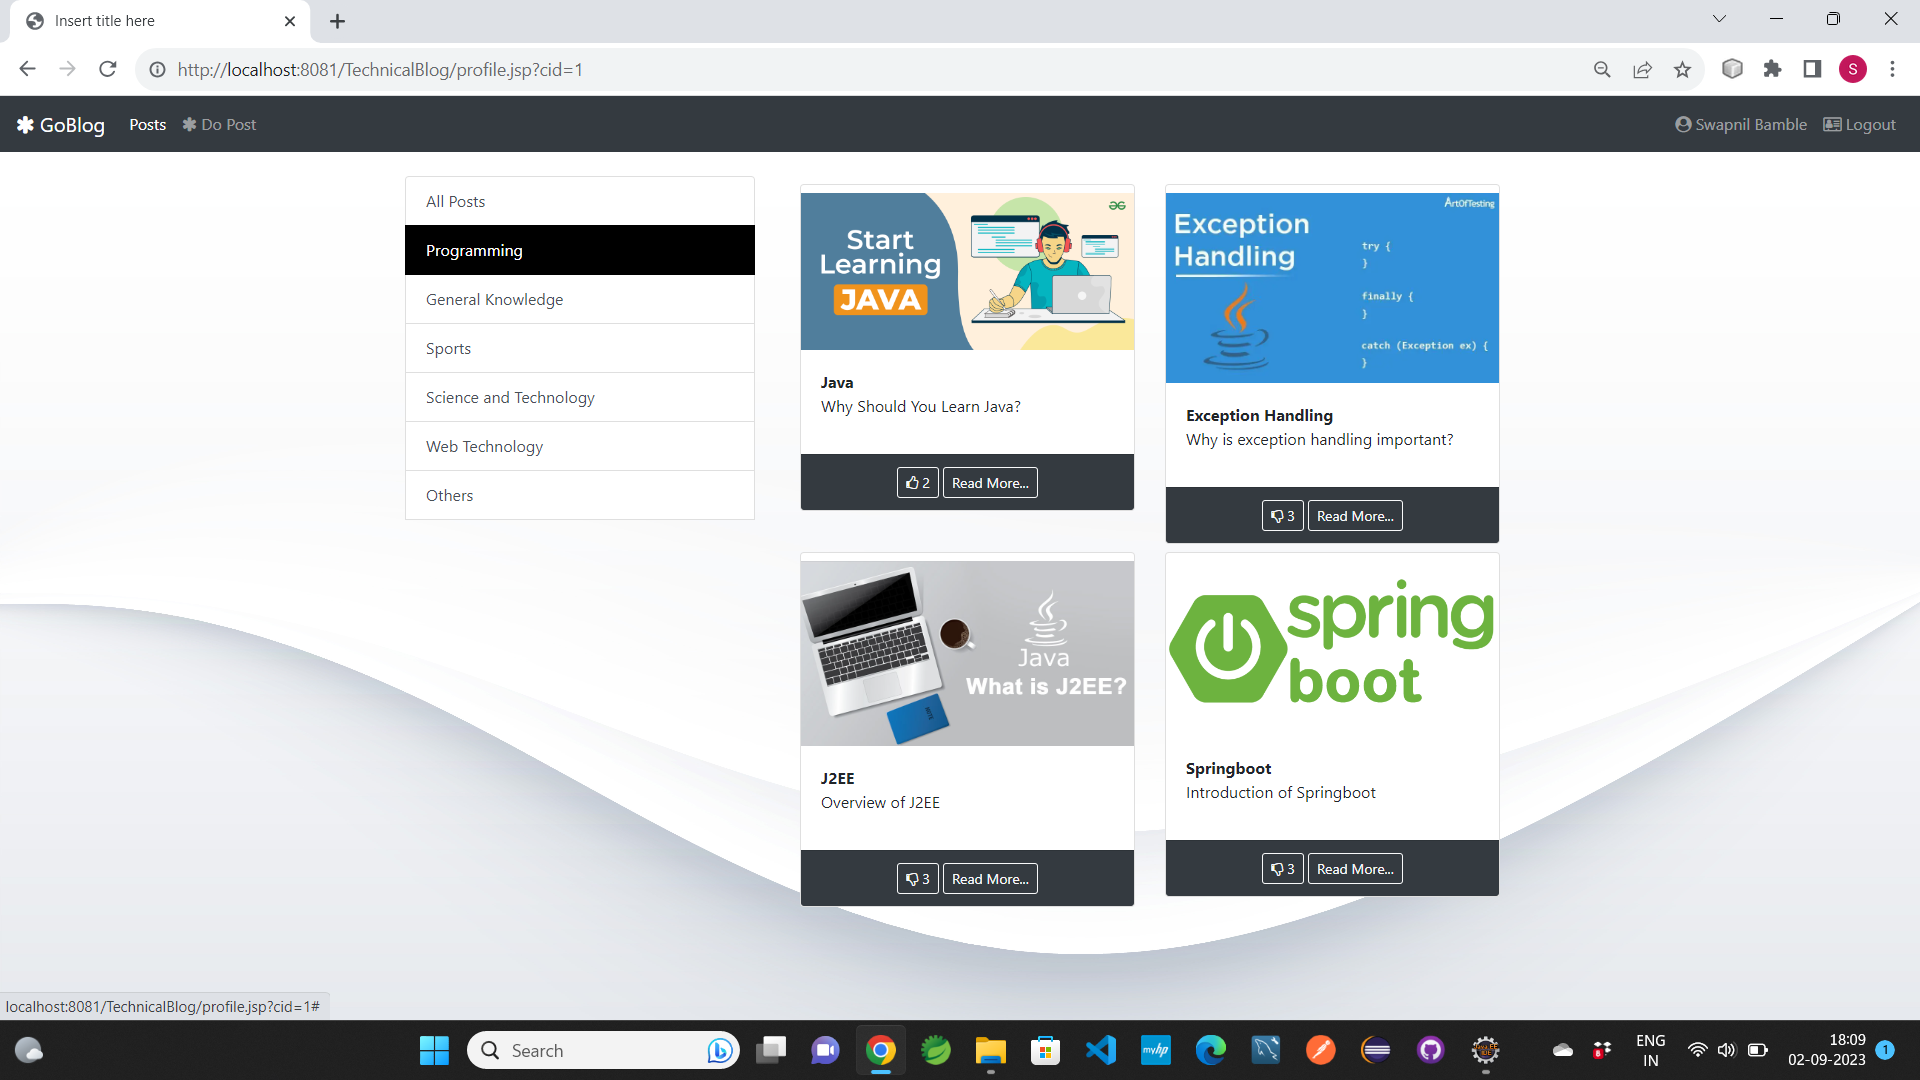 Insert title here
http://localhost:8081/TechnicalBlog/profile.jsp?cid=1
S
GoBlog
Posts
Do Post
Swapnil Bamble
Logout
All Posts
Programming
General Knowledge
Sports
Science and Technology
Web Technology
Others
Start
Learning
JAVA
Java
Why Should You Learn Java?
2
Read More...
ArtOfTesting
Exception
Handling
try {
}
finally {
}
catch (Exception ex) {
}
Exception Handling
Why is exception handling important?
3
Read More...
Java
What is J2EE?
NOTE
J2EE
Overview of J2EE
3
Read More...
spring
boot
Springboot
Introduction of Springboot
3
Read More...
localhost:8081/TechnicalBlog/profile.jsp?cid=1#
Search
myhp
8
ENG
IN
18:09
02-09-2023
1